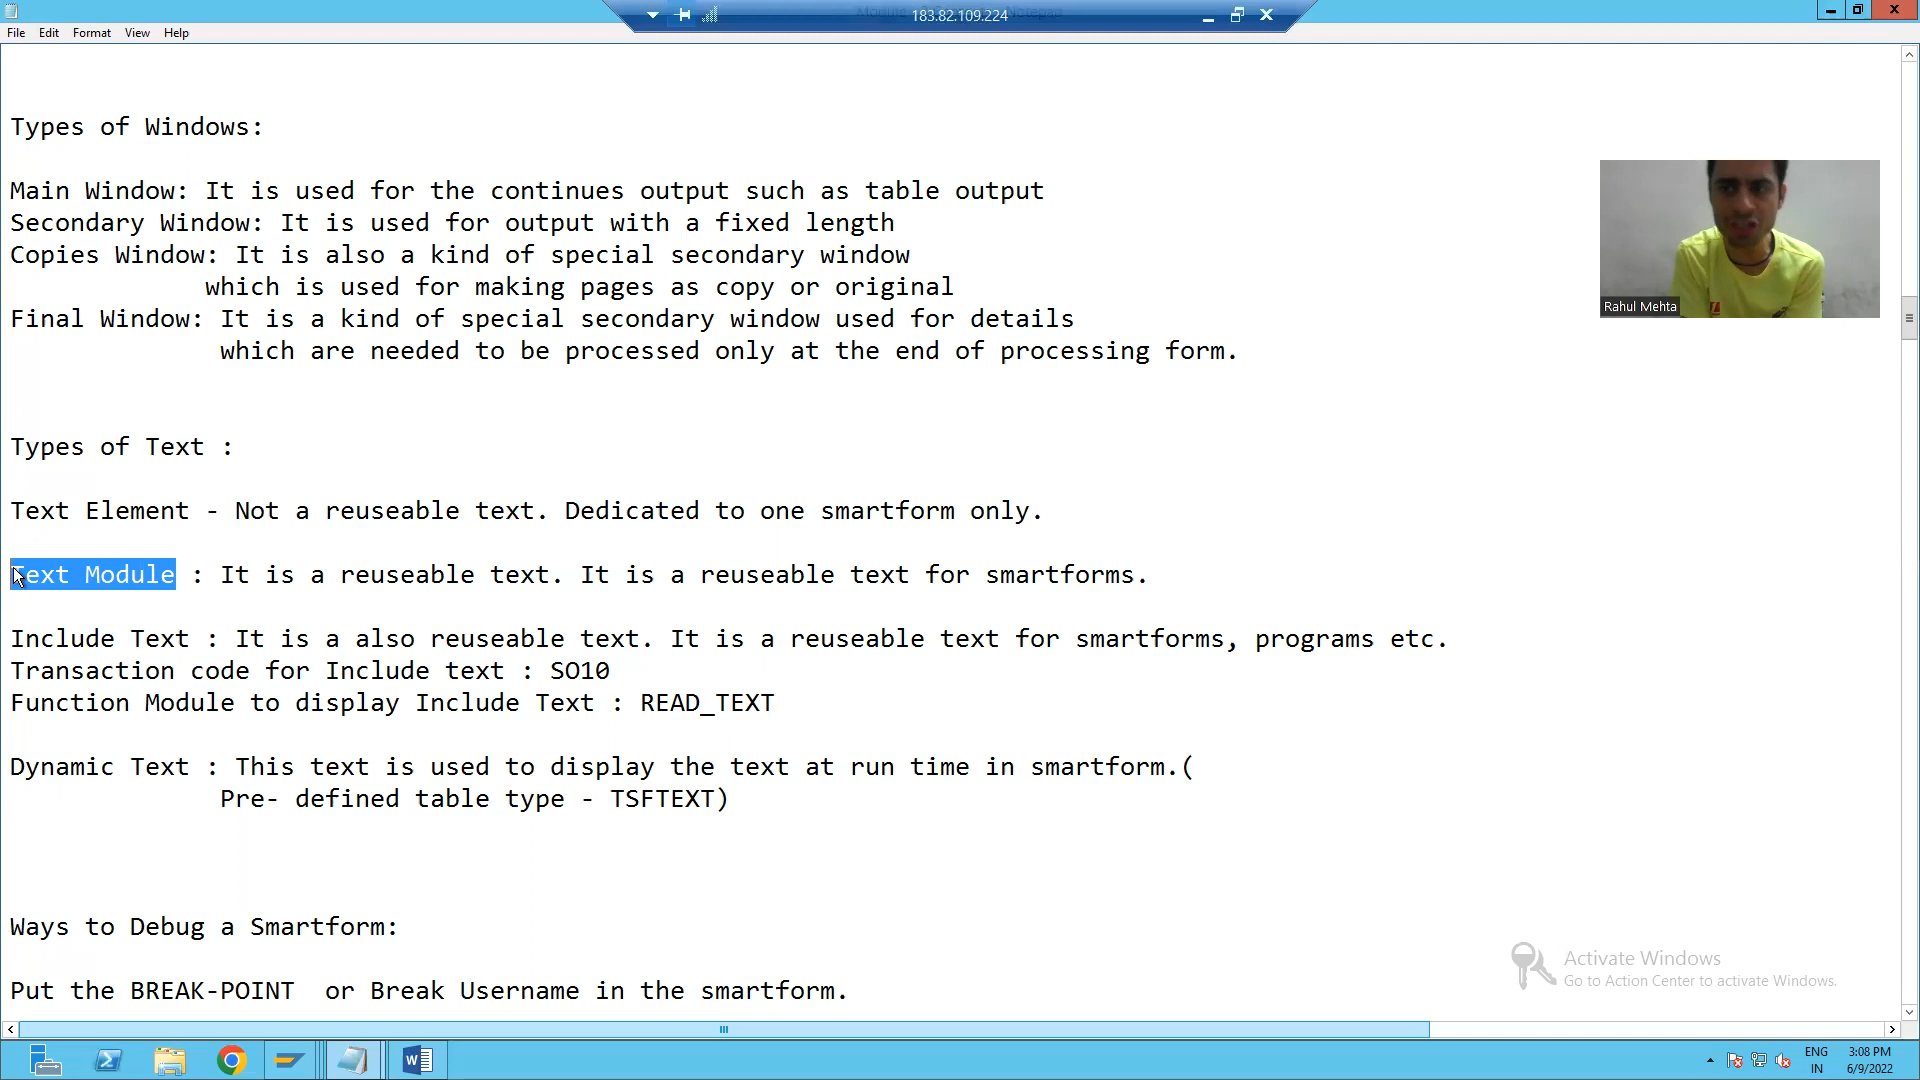 183.82.109.224
File Edit Format View Help
Types of Windows:
Main Window: It is used for the continues output such as table output
Secondary Window: It is used for output with a fixed length
Copies Window: It is also a kind of special secondary window
which is used for making pages as copy or original
Final Window: It is a kind of special secondary window used for details
which are needed to be processed only at the end of processing form.
Rahul Mehta
Types of Text :
Text Element - Not a reuseable text. Dedicated to one smartform only.
Text Module : It is a reuseable text. It is a reuseable text for smartforms.
Include Text : It is a also reuseable text. It is a reuseable text for smartforms, programs etc.
Transaction code for Include text : SO10
Function Module to display Include Text : READ_TEXT
Dynamic Text : This text is used to display the text at run time in smartform.(
Pre- defined table type - TSFTEXT)
Ways to Debug a Smartform:
Put the BREAK-POINT  or Break Username in the smartform.
Activate Windows
Go to Action Center to activate Windows.
ENG 3:08 PM
IN 6/9/2022